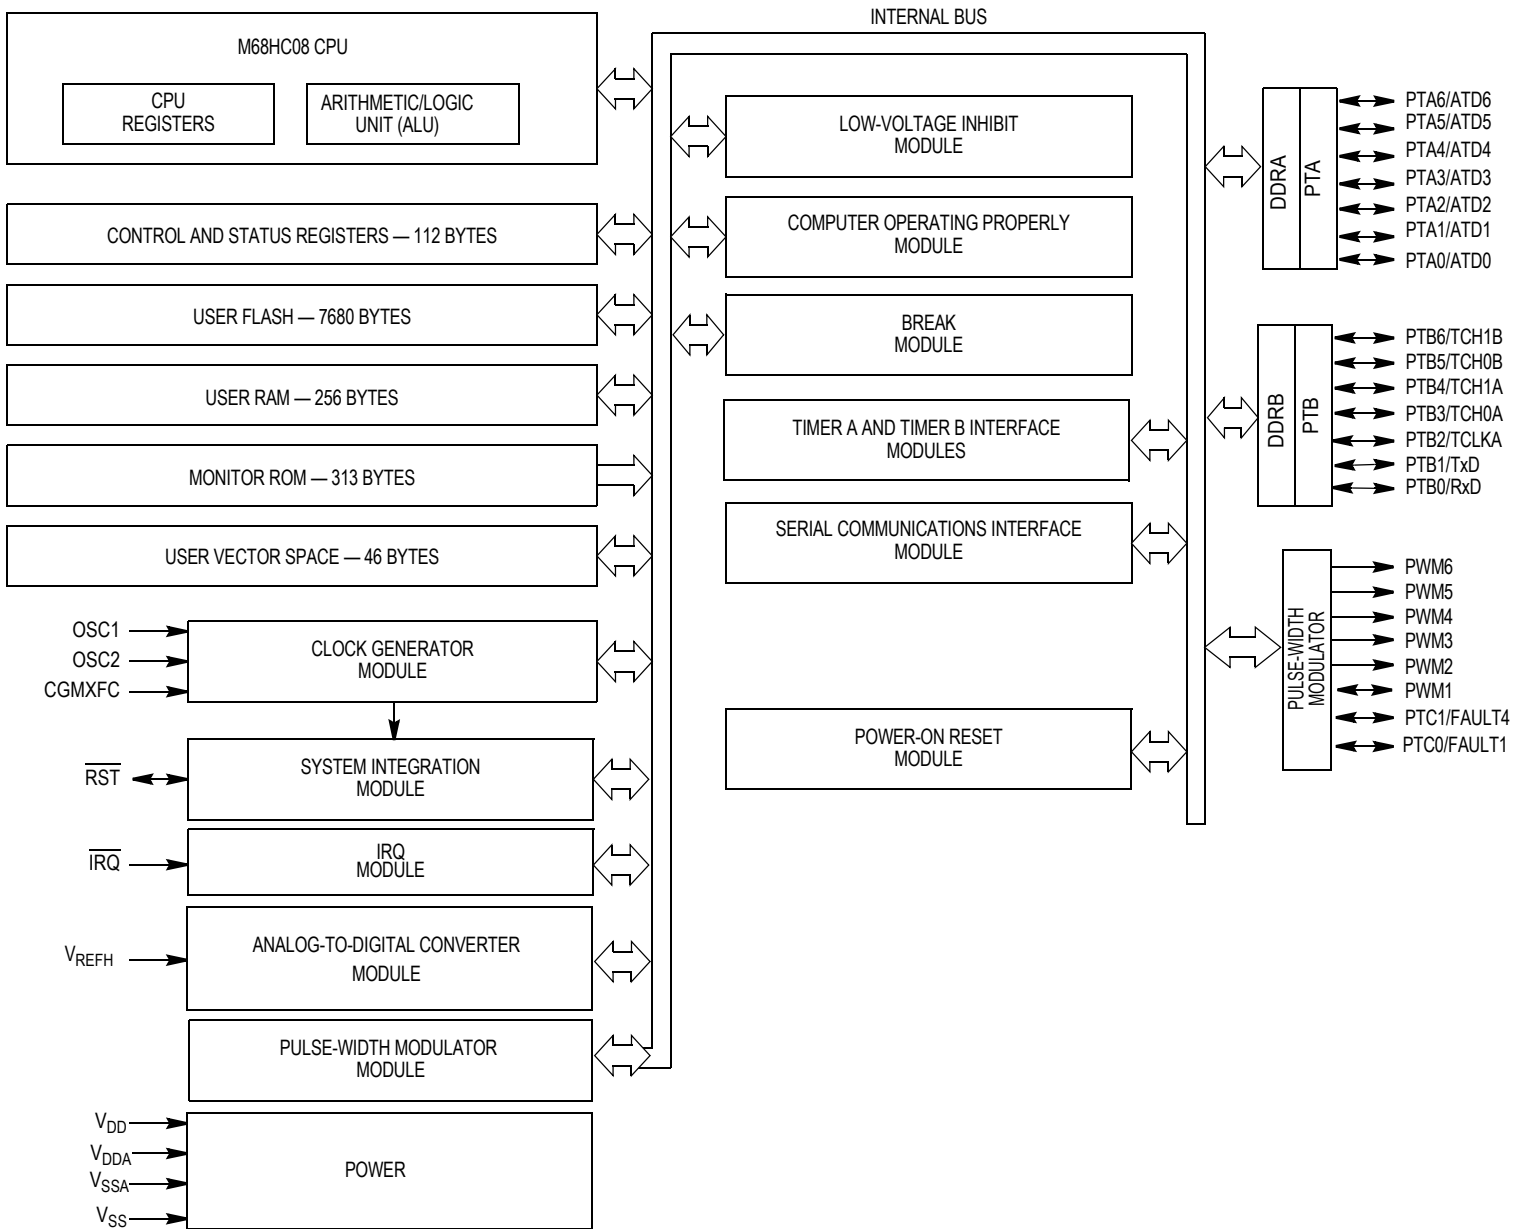 INTERNAL BUS
M68HC08 CPU
CPU
REGISTERS
ARITHMETIC/LOGIC
UNIT (ALU)
CONTROL AND STATUS REGISTERS — 112 BYTES
USER FLASH — 7680 BYTES
USER RAM — 256 BYTES
MONITOR ROM — 313 BYTES
USER VECTOR SPACE — 46 BYTES
OSC1
OSC2
CGMXFC
CLOCK GENERATOR
MODULE
RST
SYSTEM INTEGRATION
MODULE
IRQ
IRQ
MODULE
VREFH
ANALOG-TO-DIGITAL CONVERTER
MODULE
PULSE-WIDTH MODULATOR
MODULE
VDD
VDDA
VSSA
VSS
POWER
LOW-VOLTAGE INHIBIT
MODULE
COMPUTER OPERATING PROPERLY
MODULE
BREAK
MODULE
TIMER A AND TIMER B INTERFACE
MODULES
SERIAL COMMUNICATIONS INTERFACE
MODULE
POWER-ON RESET
MODULE
DDRA
PTA
PTA6/ATD6
PTA5/ATD5
PTA4/ATD4
PTA3/ATD3
PTA2/ATD2
PTA1/ATD1
PTA0/ATD0
DDRB
PTB
PTB6/TCH1B
PTB5/TCH0B
PTB4/TCH1A
PTB3/TCH0A
PTB2/TCLKA
PTB1/TxD
PTB0/RxD
PULSE-WIDTH
MODULATOR
PWM6
PWM5
PWM4
PWM3
PWM2
PWM1
PTC1/FAULT4
PTC0/FAULT1